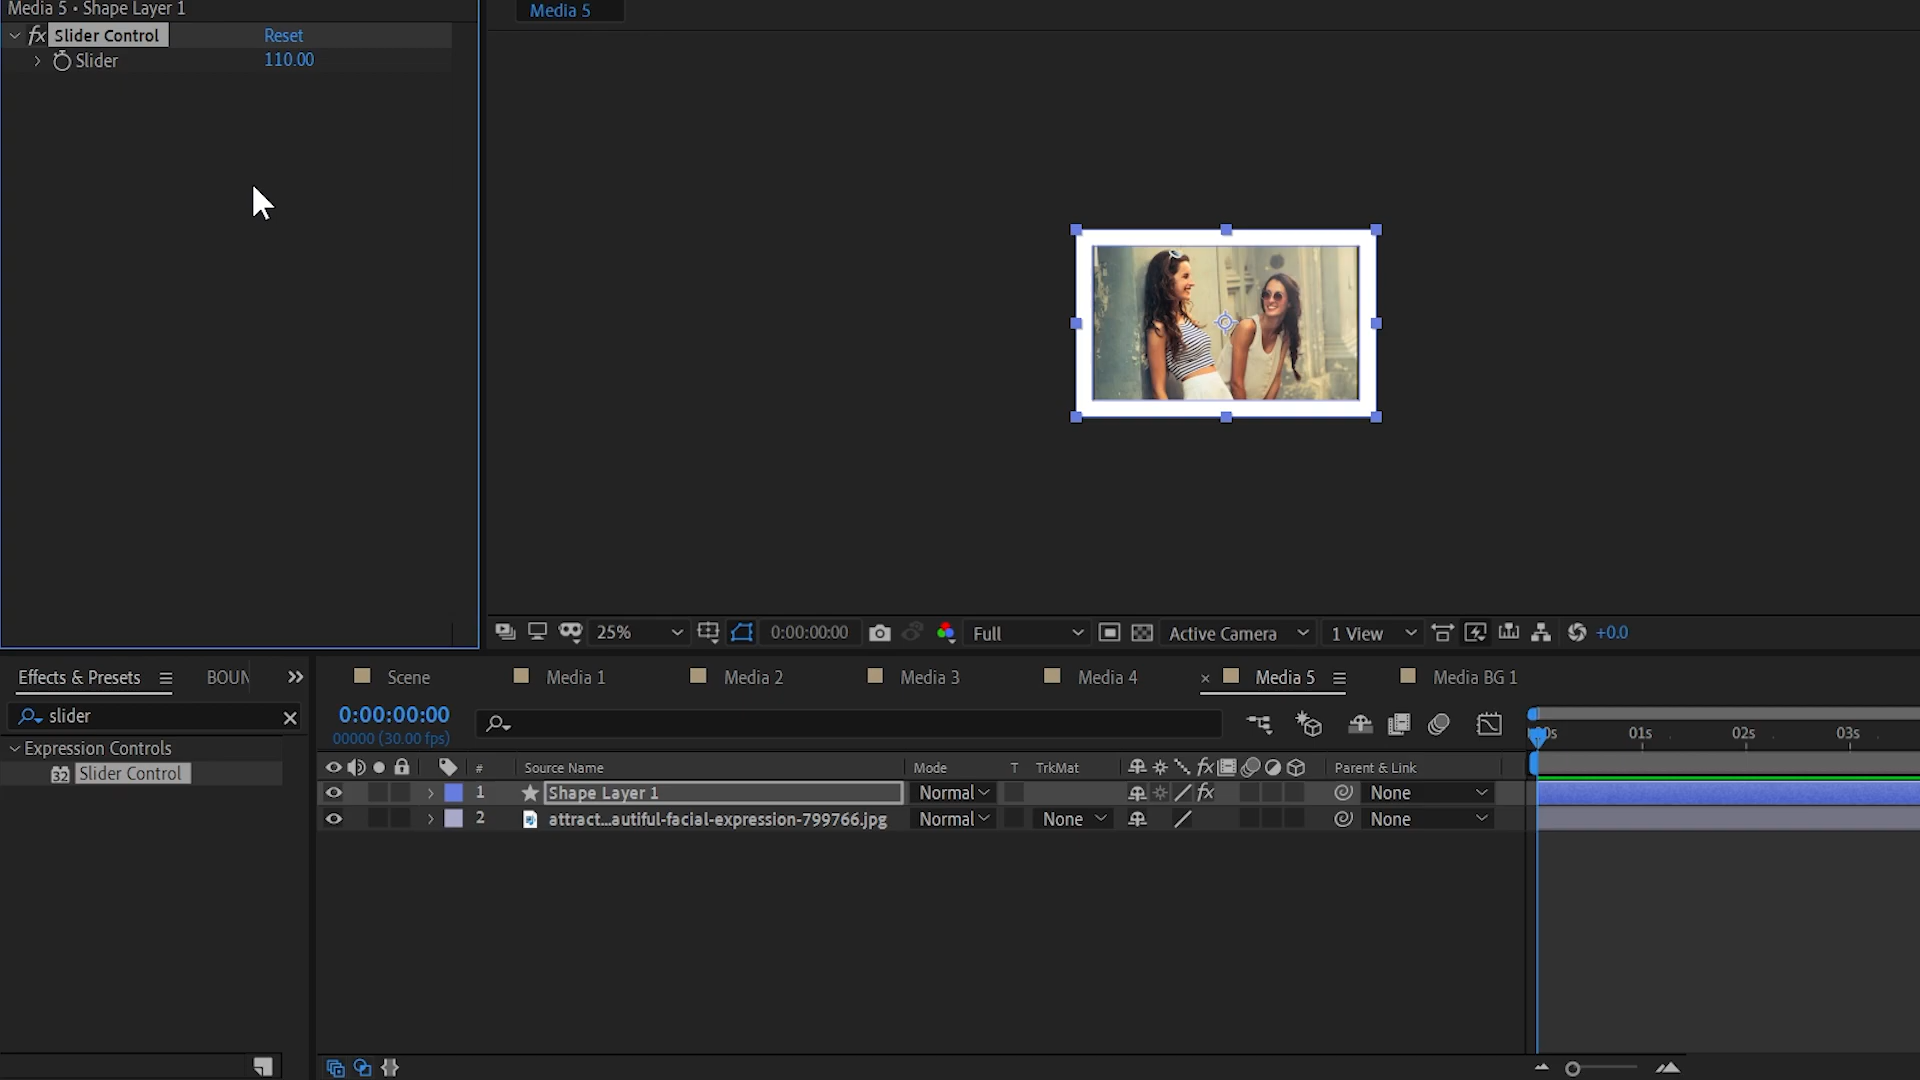 Media 5 • Shape Layer 1
Media 5
fx Slider Control Reset
Slider 110.00
25% 0:00:00:00 Full Active Camera 1 View +0.0
Effects & Presets BOUN
Scene Media 1 Media 2 Media 3 Media 4 × Media 5 Media BG 1
slider
0:00:00:00
00000 (30.00 fps)
01s 02s 03s
Expression Controls
32 Slider Control
# Source Name Mode T TrkMat fx Parent & Link
1 Shape Layer 1 Normal fx None
2 attract...autiful-facial-expression-799766.jpg Normal None None